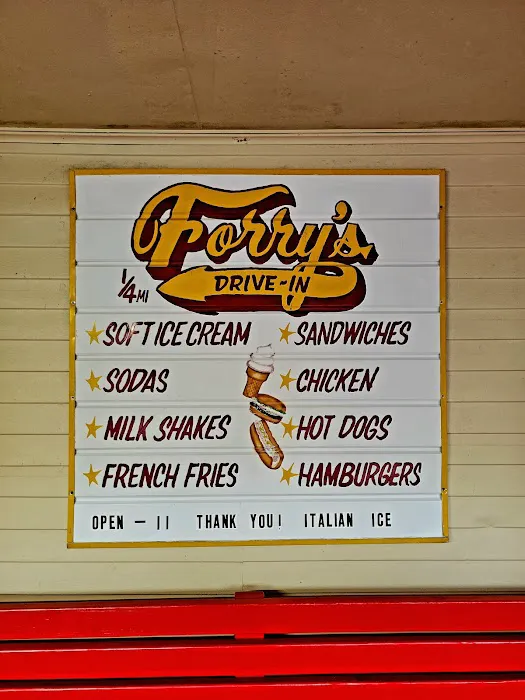 Forry's
DRIVE-IN
1/4 MI
★SOFT ICE CREAM ★SANDWICHES
★SODAS ★CHICKEN
★MILK SHAKES ★HOT DOGS
★FRENCH FRIES ★HAMBURGERS
OPEN — 11 THANK YOU! ITALIAN ICE